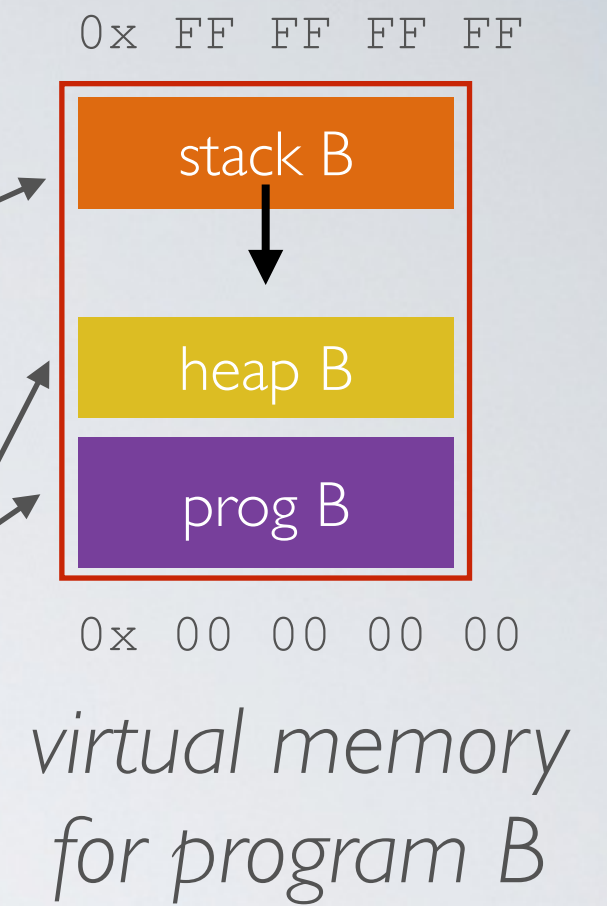 0x FF FF FF FF
stack B
heap B
prog B
0x 00 00 00 00
virtual memory
for program B